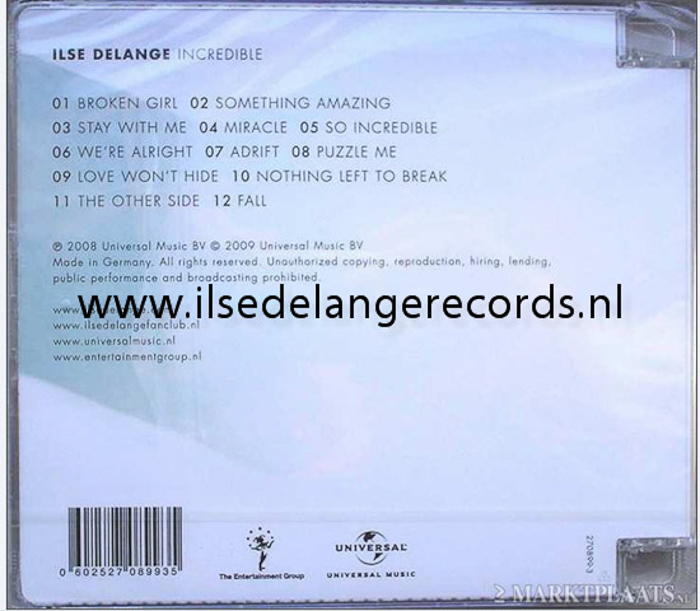 ILSE DELANGE INCREDIBLE
01 BROKEN GIRL 02 SOMETHING AMAZING
03 STAY WITH ME 04 MIRACLE 05 SO INCREDIBLE
06 WE'RE ALRIGHT 07 ADRIFT 08 PUZZLE ME
09 LOVE WON'T HIDE 10 NOTHING LEFT TO BREAK
11 THE OTHER SIDE 12 FALL
℗ 2008 Universal Music BV © 2009 Universal Music BV
Made in Germany. All rights reserved. Unauthorized copying, reproduction, hiring, lending,
public performance and broadcasting prohibited.
www.ilsedelangerecords.nl
www.ilsedelangefanclub.nl
www.universalmusic.nl
www.entertainmentgroup.nl
0 602527 089935
The Entertainment Group
UNIVERSAL
UNIVERSAL MUSIC
270899-3
MARKTPLAATS.NL